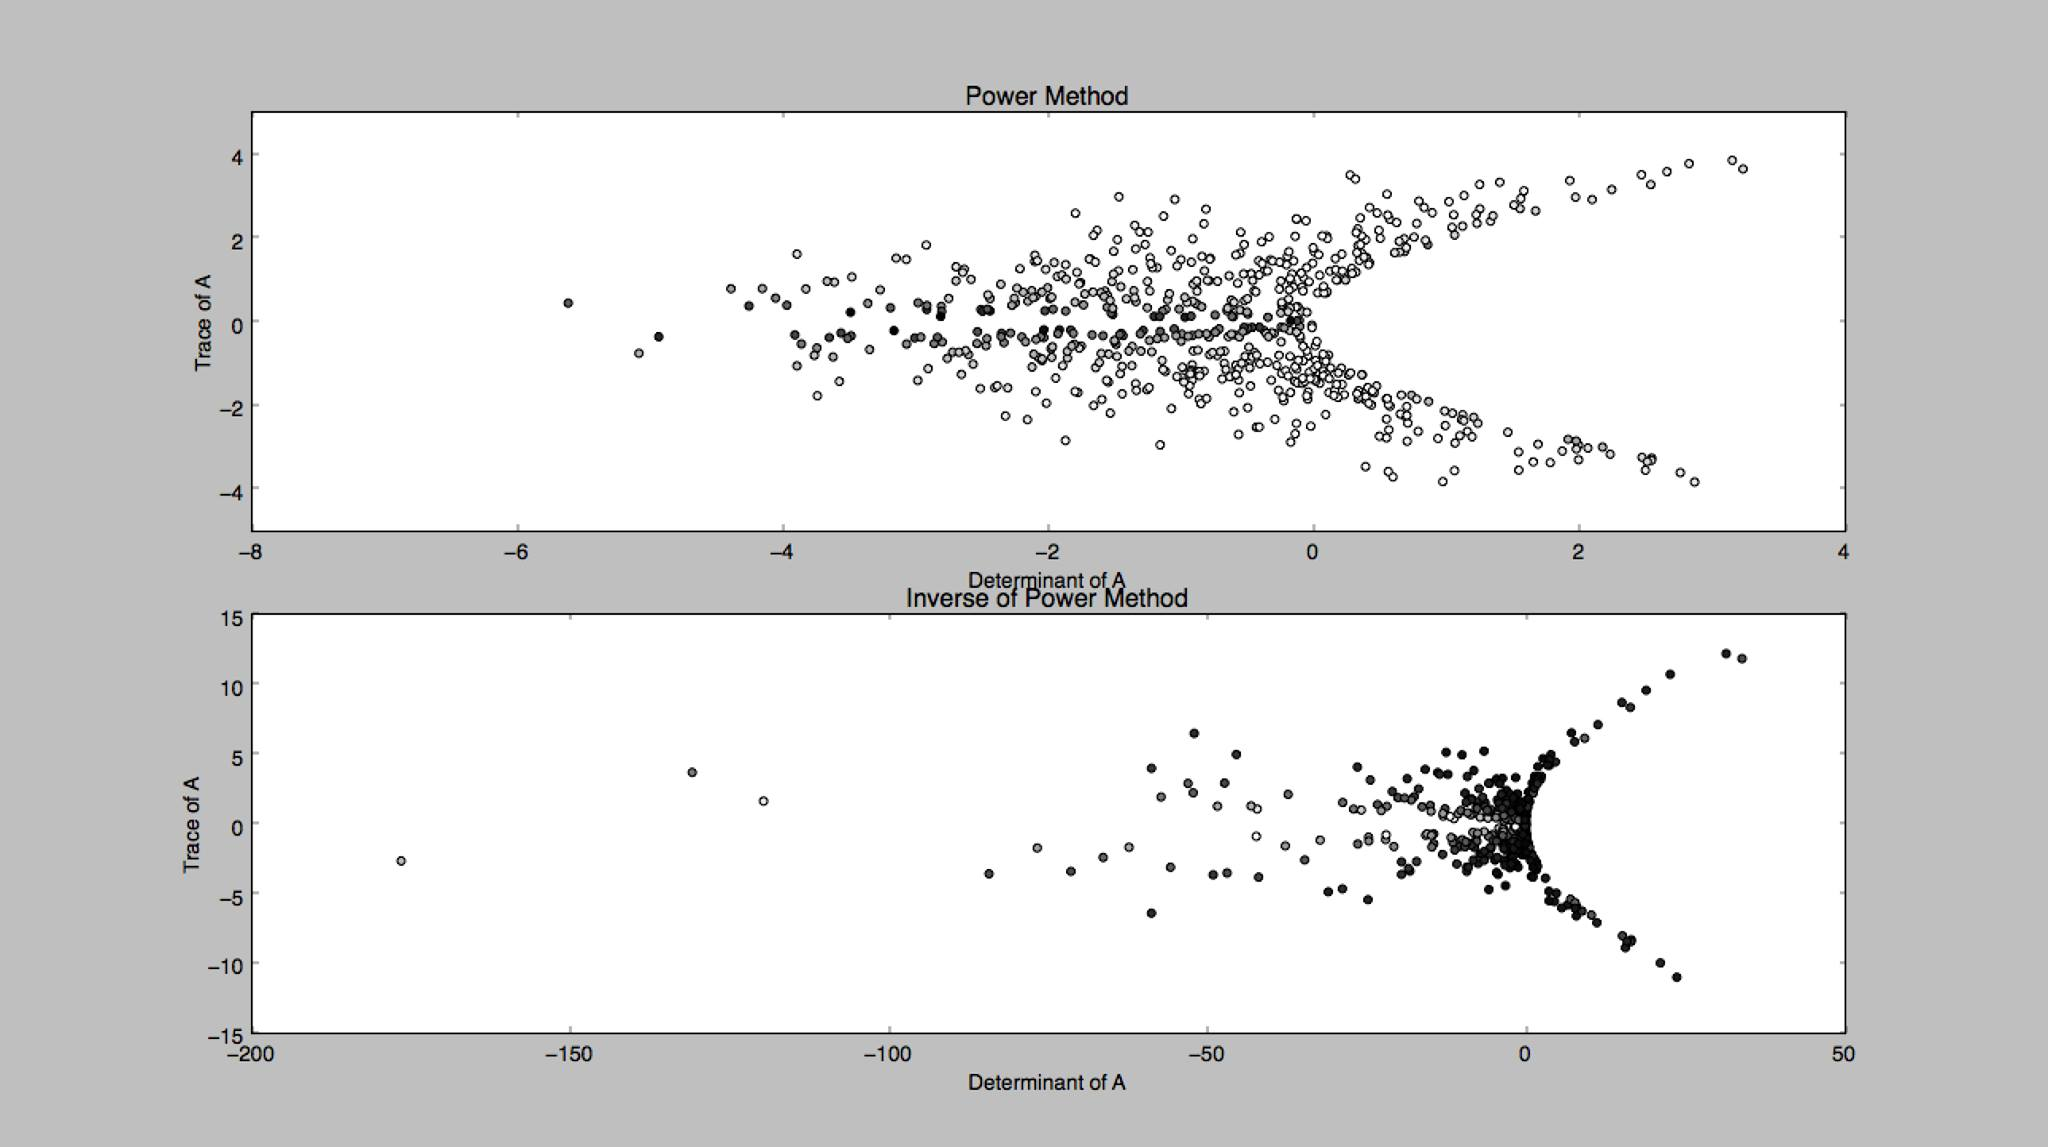 Power Method
4
2
0
−2
−4
Trace of A
−8 −6 −4 −2 0 2 4
Determinant of A
Inverse of Power Method
15
10
5
0
−5
−10
−15
Trace of A
−200 −150 −100 −50 0 50
Determinant of A